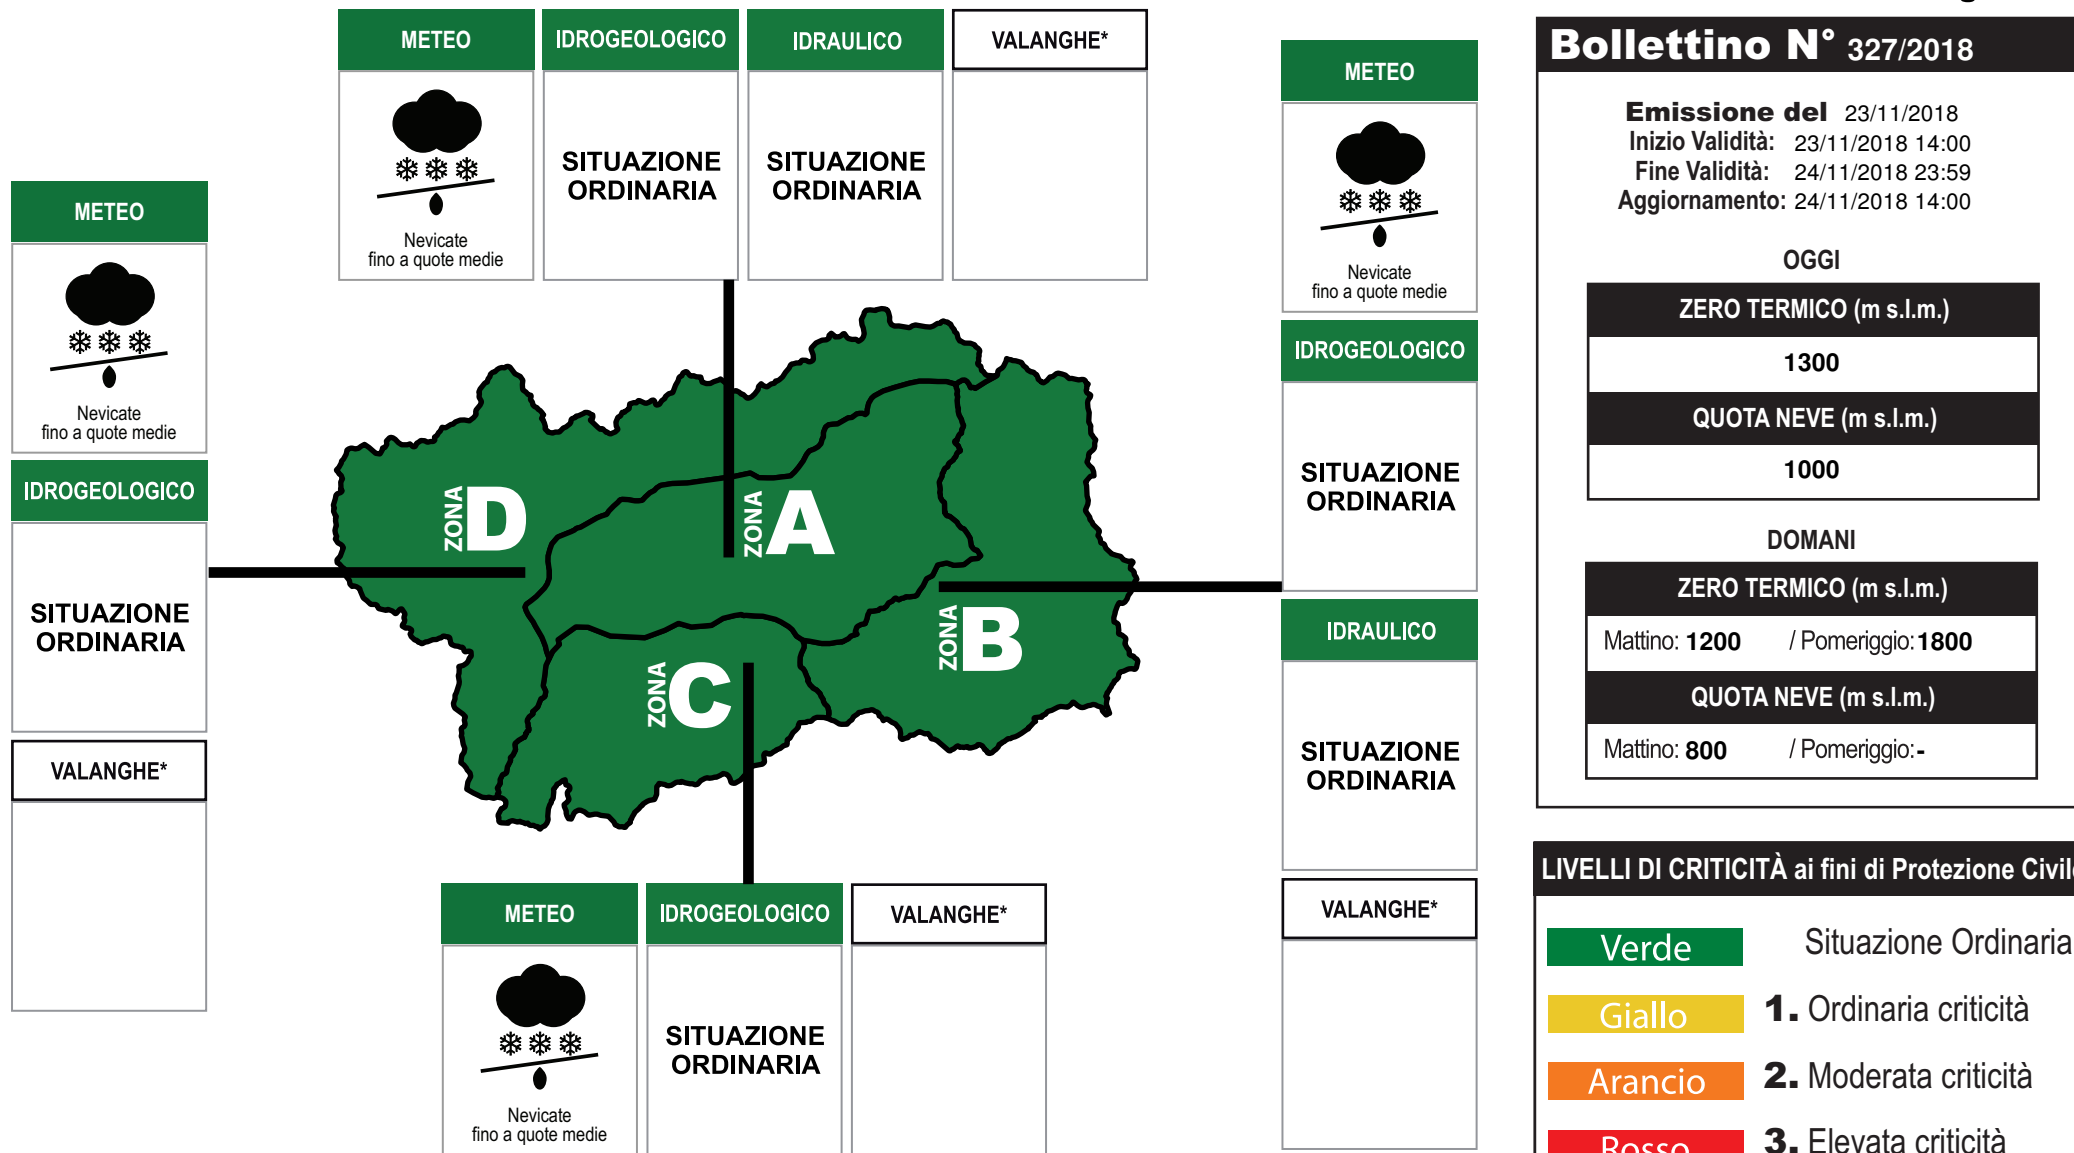 METEO
IDROGEOLOGICO
IDRAULICO
VALANGHE*
Nevicate
fino a quote medie
SITUAZIONE
ORDINARIA
SITUAZIONE
ORDINARIA
METEO
Nevicate
fino a quote medie
IDROGEOLOGICO
SITUAZIONE
ORDINARIA
VALANGHE*
METEO
Nevicate
fino a quote medie
IDROGEOLOGICO
SITUAZIONE
ORDINARIA
IDRAULICO
SITUAZIONE
ORDINARIA
VALANGHE*
ZONA D
ZONA A
ZONA B
ZONA C
METEO
IDROGEOLOGICO
VALANGHE*
Nevicate
fino a quote medie
SITUAZIONE
ORDINARIA
Bollettino N° 327/2018
Emissione del 23/11/2018
Inizio Validità: 23/11/2018 14:00
Fine Validità: 24/11/2018 23:59
Aggiornamento: 24/11/2018 14:00
OGGI
ZERO TERMICO (m s.l.m.)
1300
QUOTA NEVE (m s.l.m.)
1000
DOMANI
ZERO TERMICO (m s.l.m.)
Mattino: 1200 / Pomeriggio: 1800
QUOTA NEVE (m s.l.m.)
Mattino: 800 / Pomeriggio: -
LIVELLI DI CRITICITÀ ai fini di Protezione Civile
Verde Situazione Ordinaria
Giallo 1. Ordinaria criticità
Arancio 2. Moderata criticità
Rosso 3. Elevata criticità